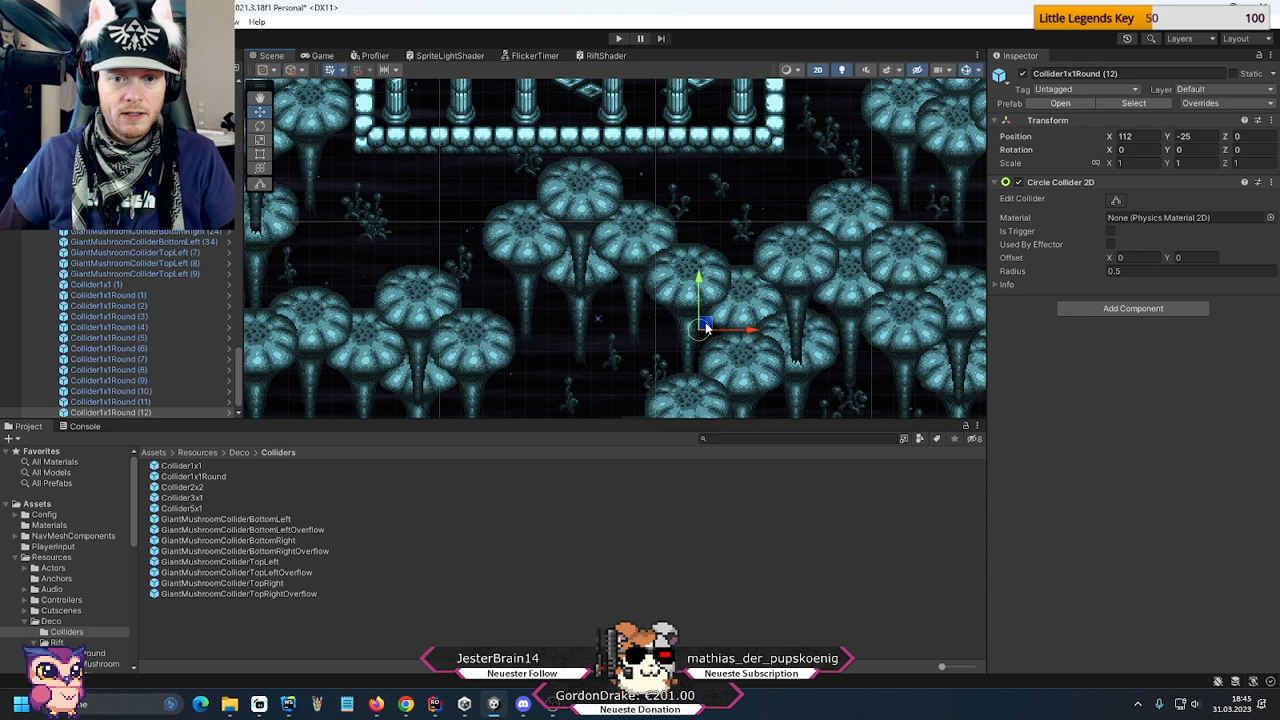 2021.3.18f1 Personal* <DX11>
Little Legends Key 50 100
Help
Layers Layout
Scene Game Profiler SpriteLightShader FlickerTimer RiftShader
2D
GiantMushroomColliderBottomLeft (34)
GiantMushroomColliderTopLeft (7)
GiantMushroomColliderTopLeft (8)
GiantMushroomColliderTopLeft (9)
Collider1x1 (1)
Collider1x1Round (1)
Collider1x1Round (2)
Collider1x1Round (3)
Collider1x1Round (4)
Collider1x1Round (5)
Collider1x1Round (6)
Collider1x1Round (7)
Collider1x1Round (8)
Collider1x1Round (9)
Collider1x1Round (10)
Collider1x1Round (11)
Collider1x1Round (12)
Inspector
Collider1x1Round (12) Static
Tag Untagged Layer Default
Prefab Open Select Overrides
Transform
Position X 112 Y -25 Z 0
Rotation X 0 Y 0 Z 0
Scale X 1 Y 1 Z 1
Circle Collider 2D
Edit Collider
Material None (Physics Material 2D)
Is Trigger
Used By Effector
Offset X 0 Y 0
Radius 0.5
Info
Add Component
Project Console
8
Favorites
All Materials
All Models
All Prefabs
Assets
Config
Materials
NavMeshComponents
PlayerInput
Resources
Actors
Anchors
Audio
Controllers
Cutscenes
Deco
Colliders
Rift
Assets > Resources > Deco > Colliders
Collider1x1
Collider1x1Round
Collider2x2
Collider3x1
Collider5x1
GiantMushroomColliderBottomLeft
GiantMushroomColliderBottomLeftOverflow
GiantMushroomColliderBottomRight
GiantMushroomColliderBottomRightOverflow
GiantMushroomColliderTopLeft
GiantMushroomColliderTopLeftOverflow
GiantMushroomColliderTopRight
GiantMushroomColliderTopRightOverflow
JesterBrain14
Neuester Follow
mathias_der_pupskoenig
Neueste Subscription
GordonDrake: €201.00
Neueste Donation
18:45
31.03.2023